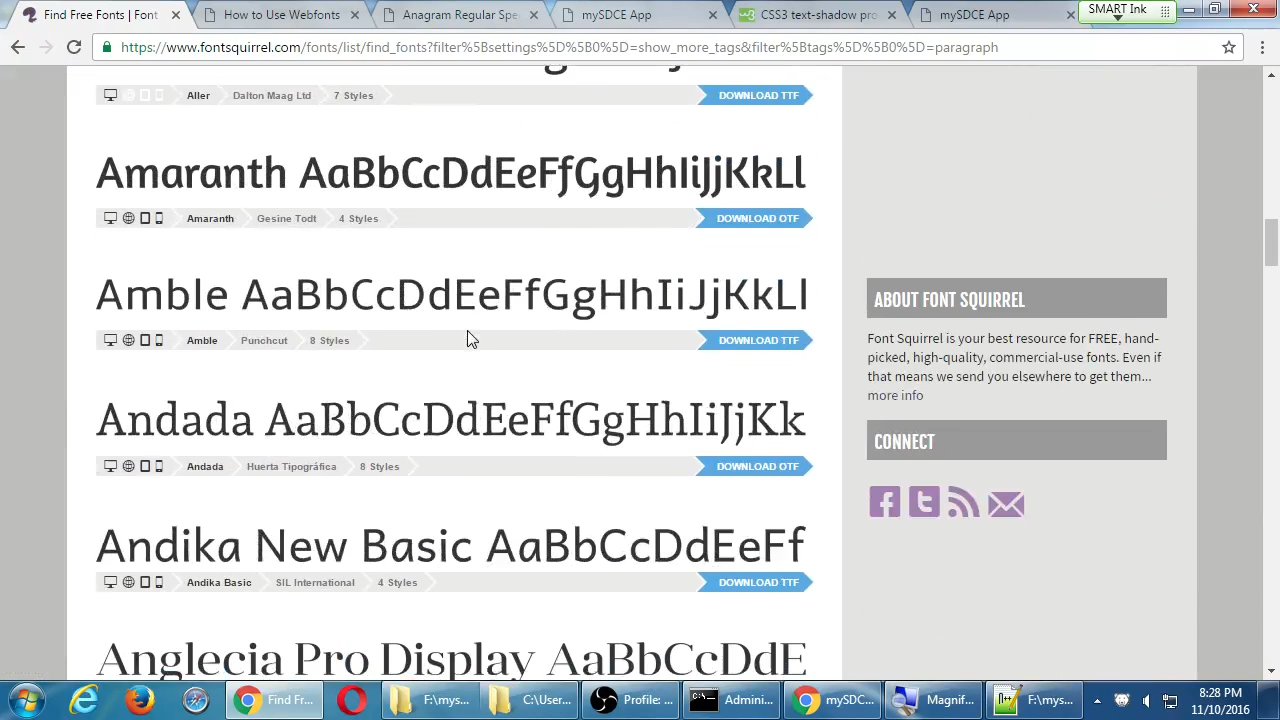 Find Free Fonts | Font
How to Use Webfonts
Anagram Regular Spe
mySDCE App
CSS3 text-shadow pro
mySDCE App
SMART Ink
https://www.fontsquirrel.com/fonts/list/find_fonts?filter%5Bsettings%5D%5B0%5D=show_more_tags&filter%5Btags%5D%5B0%5D=paragraph
Aller Dalton Maag Ltd 7 Styles DOWNLOAD TTF
Amaranth AaBbCcDdEeFfGgHhIiJjKkLl
Amaranth Gesine Todt 4 Styles DOWNLOAD OTF
Amble AaBbCcDdEeFfGgHhIiJjKkLl
Amble Punchcut 8 Styles DOWNLOAD TTF
Andada AaBbCcDdEeFfGgHhIiJjKk
Andada Huerta Tipográfica 8 Styles DOWNLOAD OTF
Andika New Basic AaBbCcDdEeFf
Andika Basic SIL International 4 Styles DOWNLOAD TTF
Anglecia Pro Display AaBbCcDdE
ABOUT FONT SQUIRREL
Font Squirrel is your best resource for FREE, hand-
picked, high-quality, commercial-use fonts. Even if
that means we send you elsewhere to get them...
more info
CONNECT
Find Fr...
F:\mys...
C:\User...
Profile: ...
Admini...
mySDC...
Magnif...
F:\mys...
8:28 PM
11/10/2016